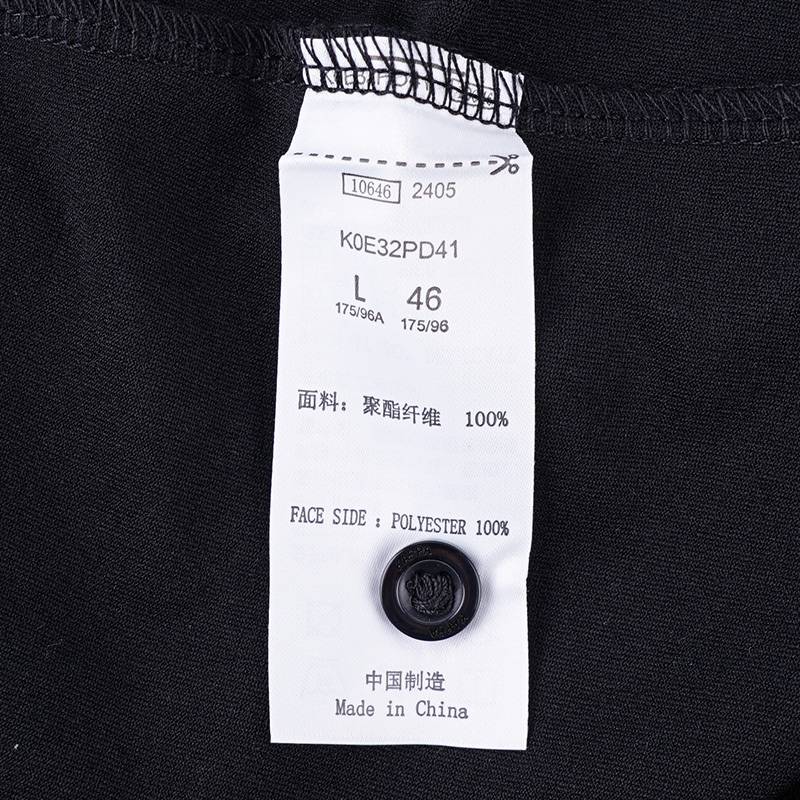 10646 2405
K0E32PD41
L 46
175/96A 175/96
面料: 聚酯纤维 100%
FACE SIDE : POLYESTER 100%
中国制造
Made in China